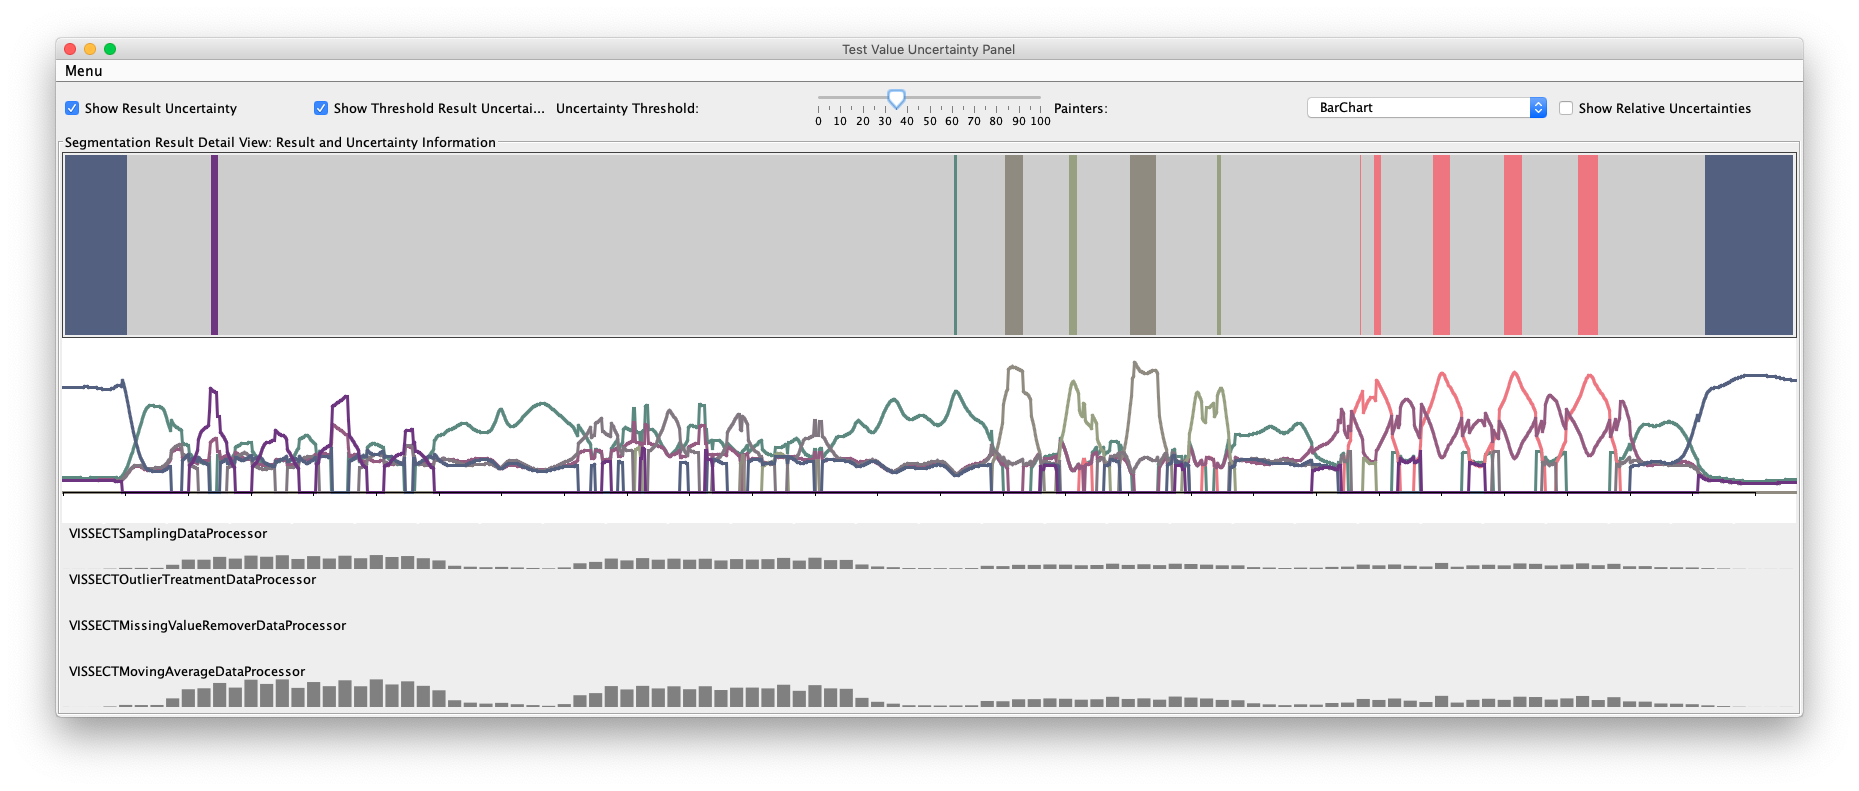 Test Value Uncertainty Panel
Menu
Show Result Uncertainty Show Threshold Result Uncertai... Uncertainty Threshold: Painters: BarChart Show Relative Uncertainties
0 10 20 30 40 50 60 70 80 90 100
Segmentation Result Detail View: Result and Uncertainty Information
VISSECTSamplingDataProcessor
VISSECTOutlierTreatmentDataProcessor
VISSECTMissingValueRemoverDataProcessor
VISSECTMovingAverageDataProcessor